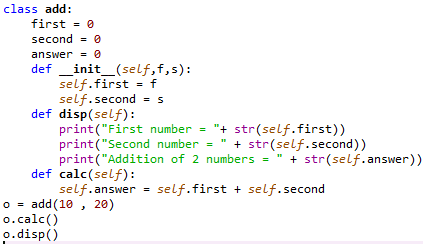 class add:
    first = 0
    second = 0
    answer = 0
    def __init__(self,f,s):
        self.first = f
        self.second = s
    def disp(self):
        print("First number = "+ str(self.first))
        print("Second number = " + str(self.second))
        print("Addition of 2 numbers = " + str(self.answer))
    def calc(self):
        self.answer = self.first + self.second
o = add(10 , 20)
o.calc()
o.disp()